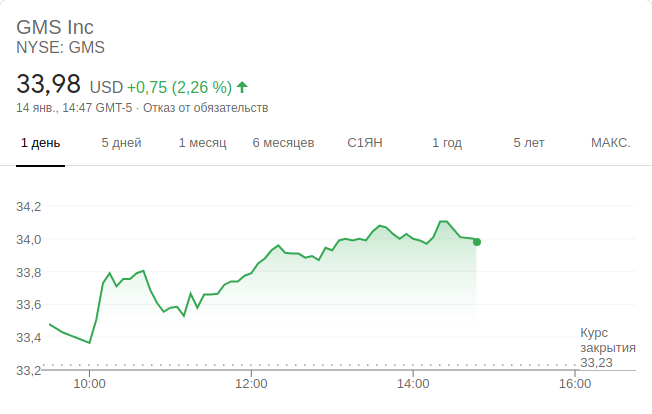 GMS Inc
NYSE: GMS
33,98 USD +0,75 (2,26 %)
14 янв., 14:47 GMT-5 · Отказ от обязательств
1 день 5 дней 1 месяц 6 месяцев С1ЯН 1 год 5 лет МАКС.
34,2
34,0
33,8
33,6
33,4
33,2
Курс
закрытия
33,23
10:00 12:00 14:00 16:00